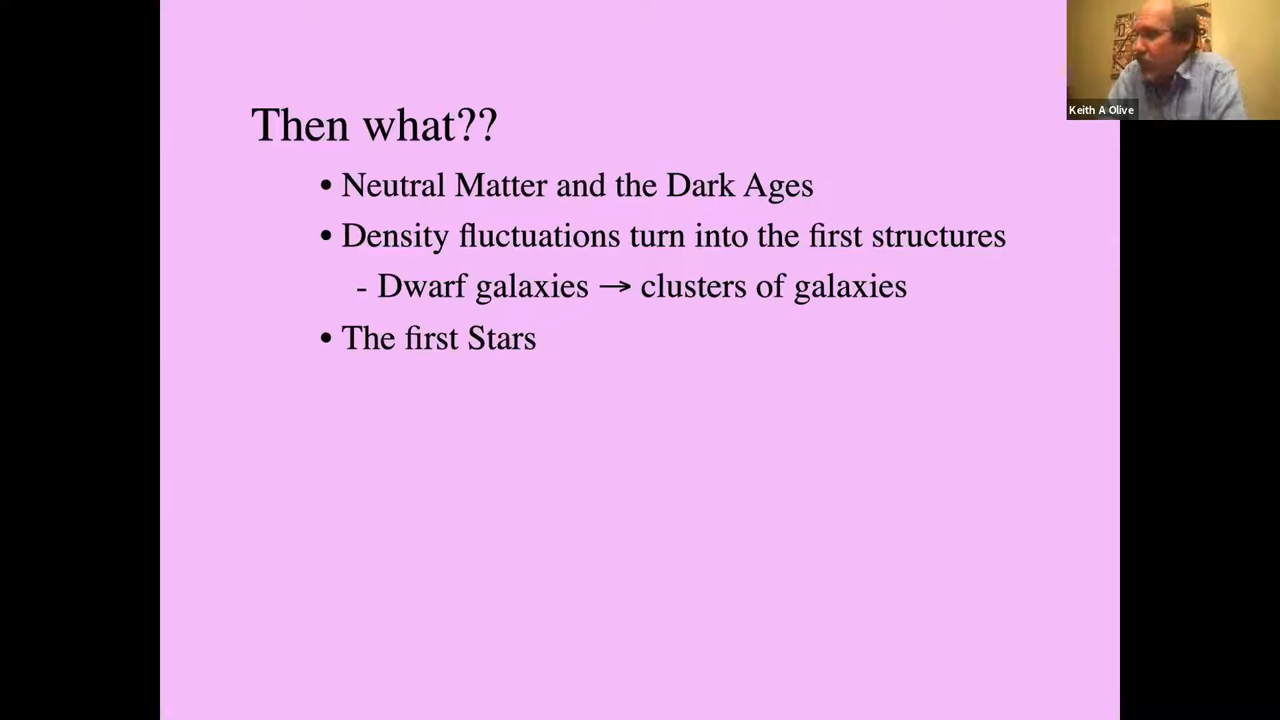 Then what??
• Neutral Matter and the Dark Ages
• Density fluctuations turn into the first structures
- Dwarf galaxies → clusters of galaxies
• The first Stars
Keith A Olive